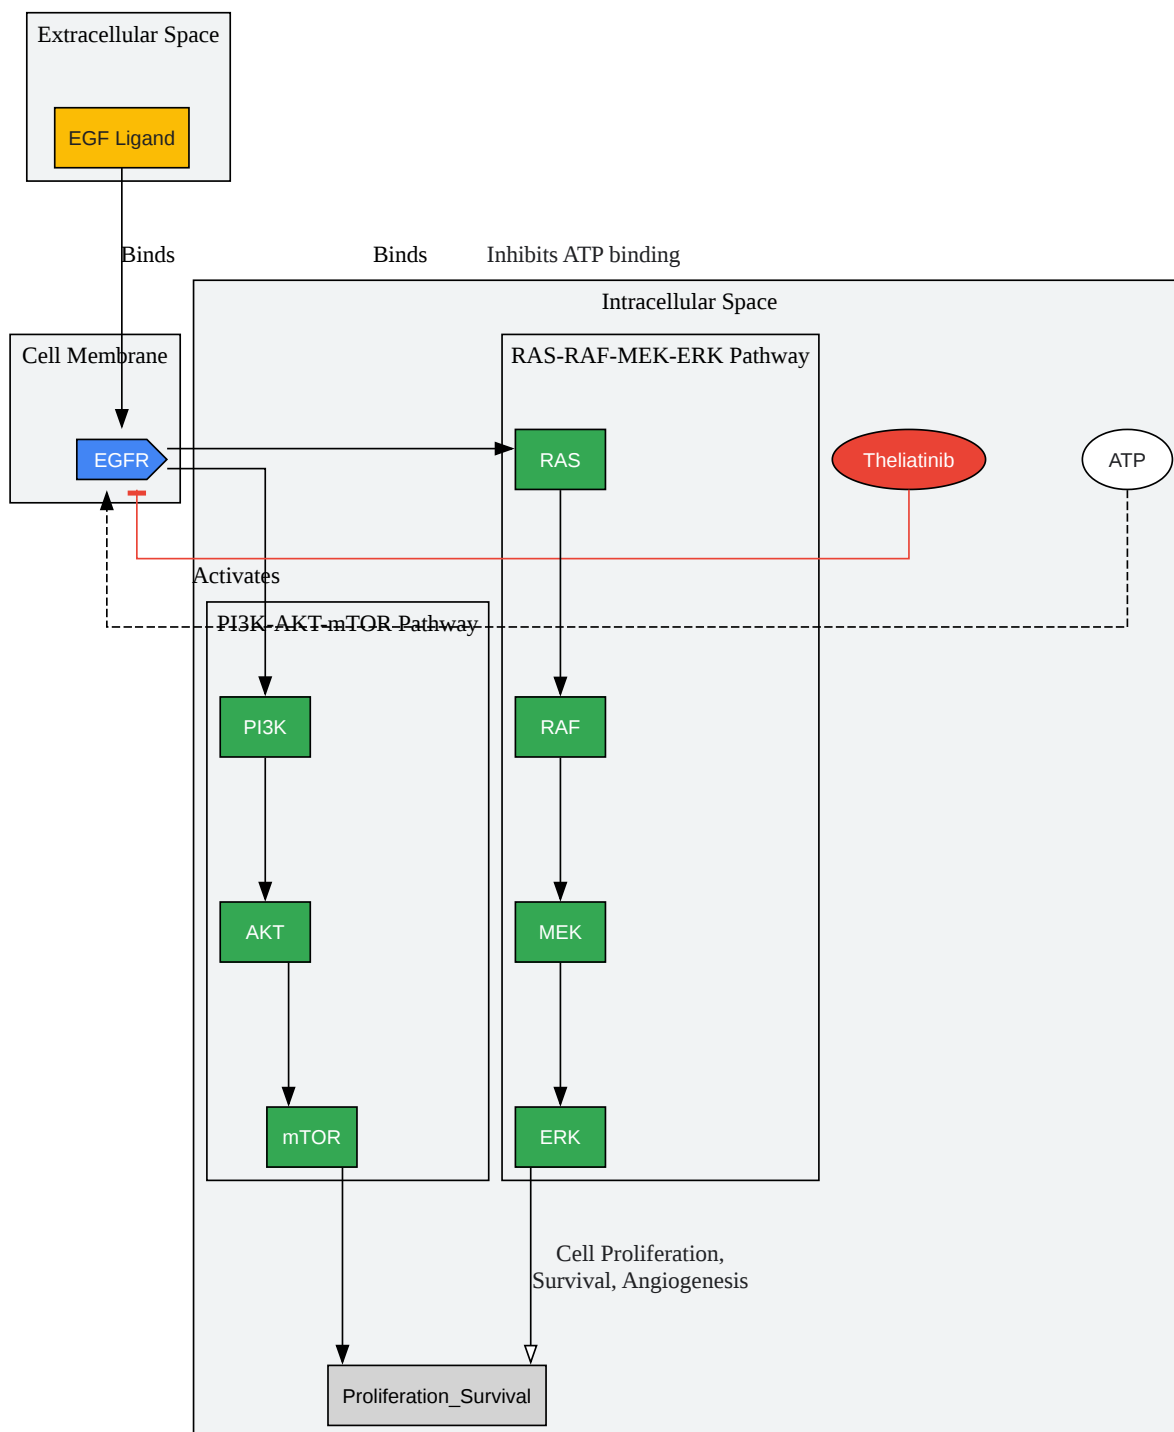 Extracellular Space
EGF Ligand
Binds
Binds
Inhibits ATP binding
Intracellular Space
Cell Membrane
RAS-RAF-MEK-ERK Pathway
EGFR
RAS
Theliatinib
ATP
Activates
PI3K-AKT-mTOR Pathway
PI3K
RAF
AKT
MEK
mTOR
ERK
Cell Proliferation,
Survival, Angiogenesis
Proliferation_Survival